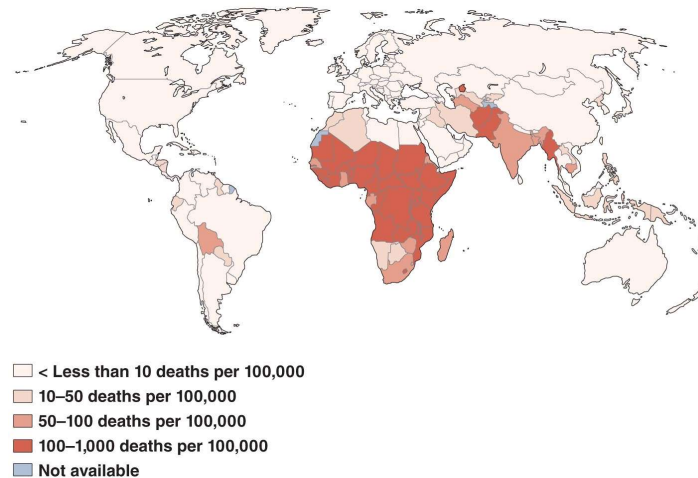 < Less than 10 deaths per 100,000
10–50 deaths per 100,000
50–100 deaths per 100,000
100–1,000 deaths per 100,000
Not available